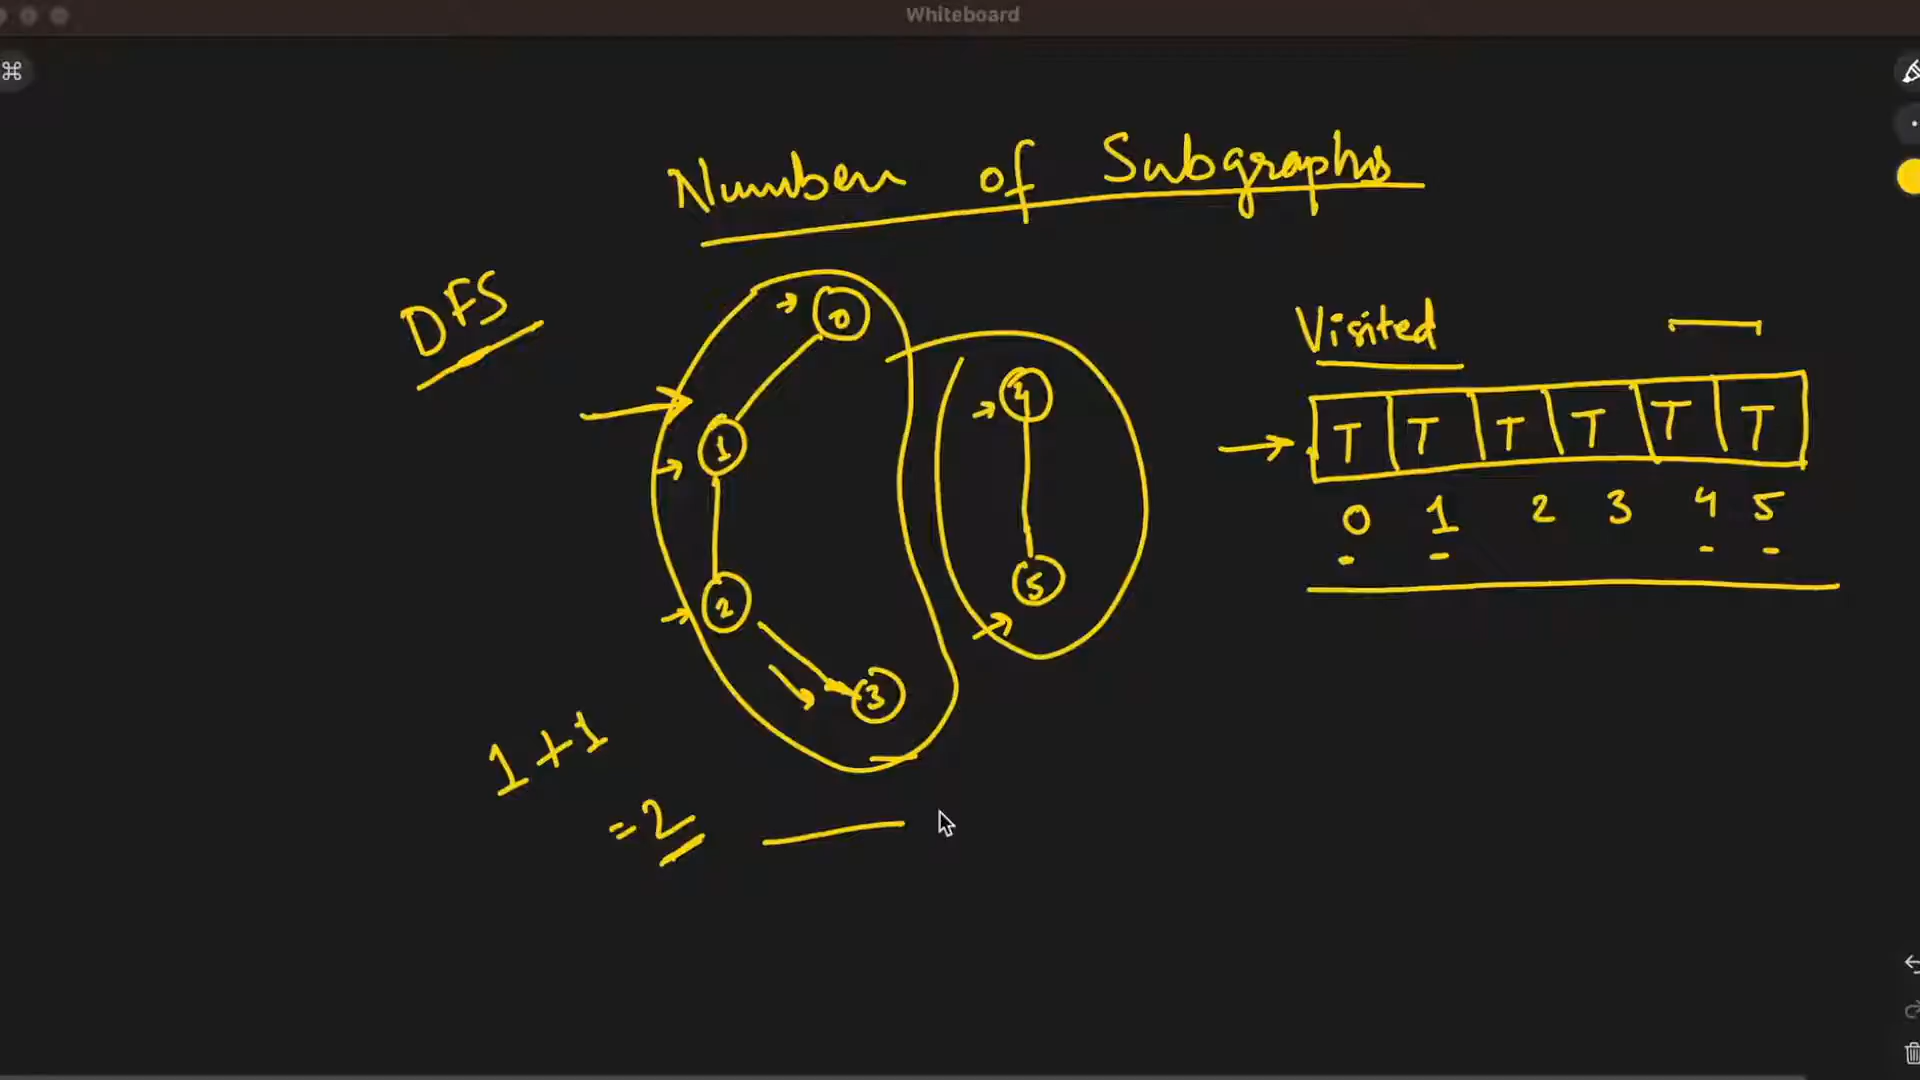 Whiteboard
⌘
Number of Subgraphs
DFS
0
1
2
3
4
5
Visited
T T T T T T
0 1 2 3 4 5
1+1
=2